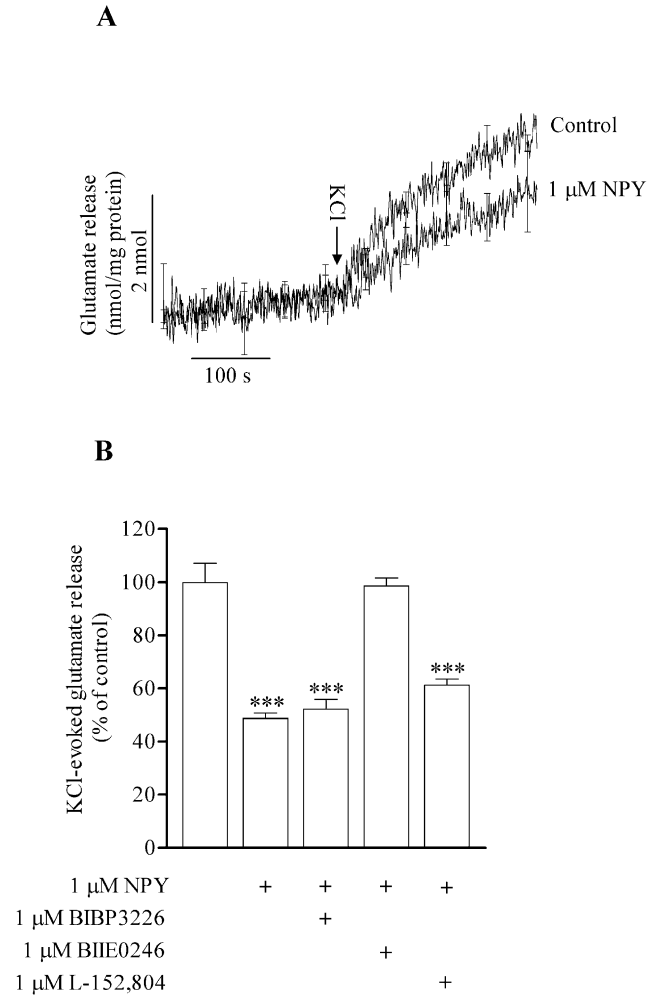 A
Control
KCl
1 µM NPY
Glutamate release
(nmol/mg protein)
2 nmol
100 s
B
KCl-evoked glutamate release
(% of control)
120
100
80
60
40
20
0
*** *** ***
1 µM NPY + + + +
1 µM BIBP3226 +
1 µM BIIE0246 +
1 µM L-152,804 +